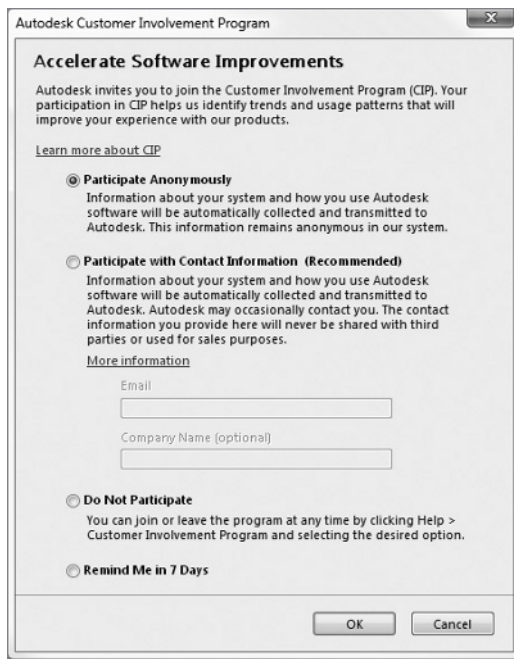 Autodesk Customer Involvement Program
Accelerate Software Improvements
Autodesk invites you to join the Customer Involvement Program (CIP). Your
participation in CIP helps us identify trends and usage patterns that will
improve your experience with our products.
Learn more about CIP
Participate Anonymously
Information about your system and how you use Autodesk
software will be automatically collected and transmitted to
Autodesk. This information remains anonymous in our system.
Participate with Contact Information (Recommended)
Information about your system and how you use Autodesk
software will be automatically collected and transmitted to
Autodesk. Autodesk may occasionally contact you. The contact
information you provide here will never be shared with third
parties or used for sales purposes.
More information
Email
Company Name (optional)
Do Not Participate
You can join or leave the program at any time by clicking Help >
Customer Involvement Program and selecting the desired option.
Remind Me in 7 Days
OK Cancel